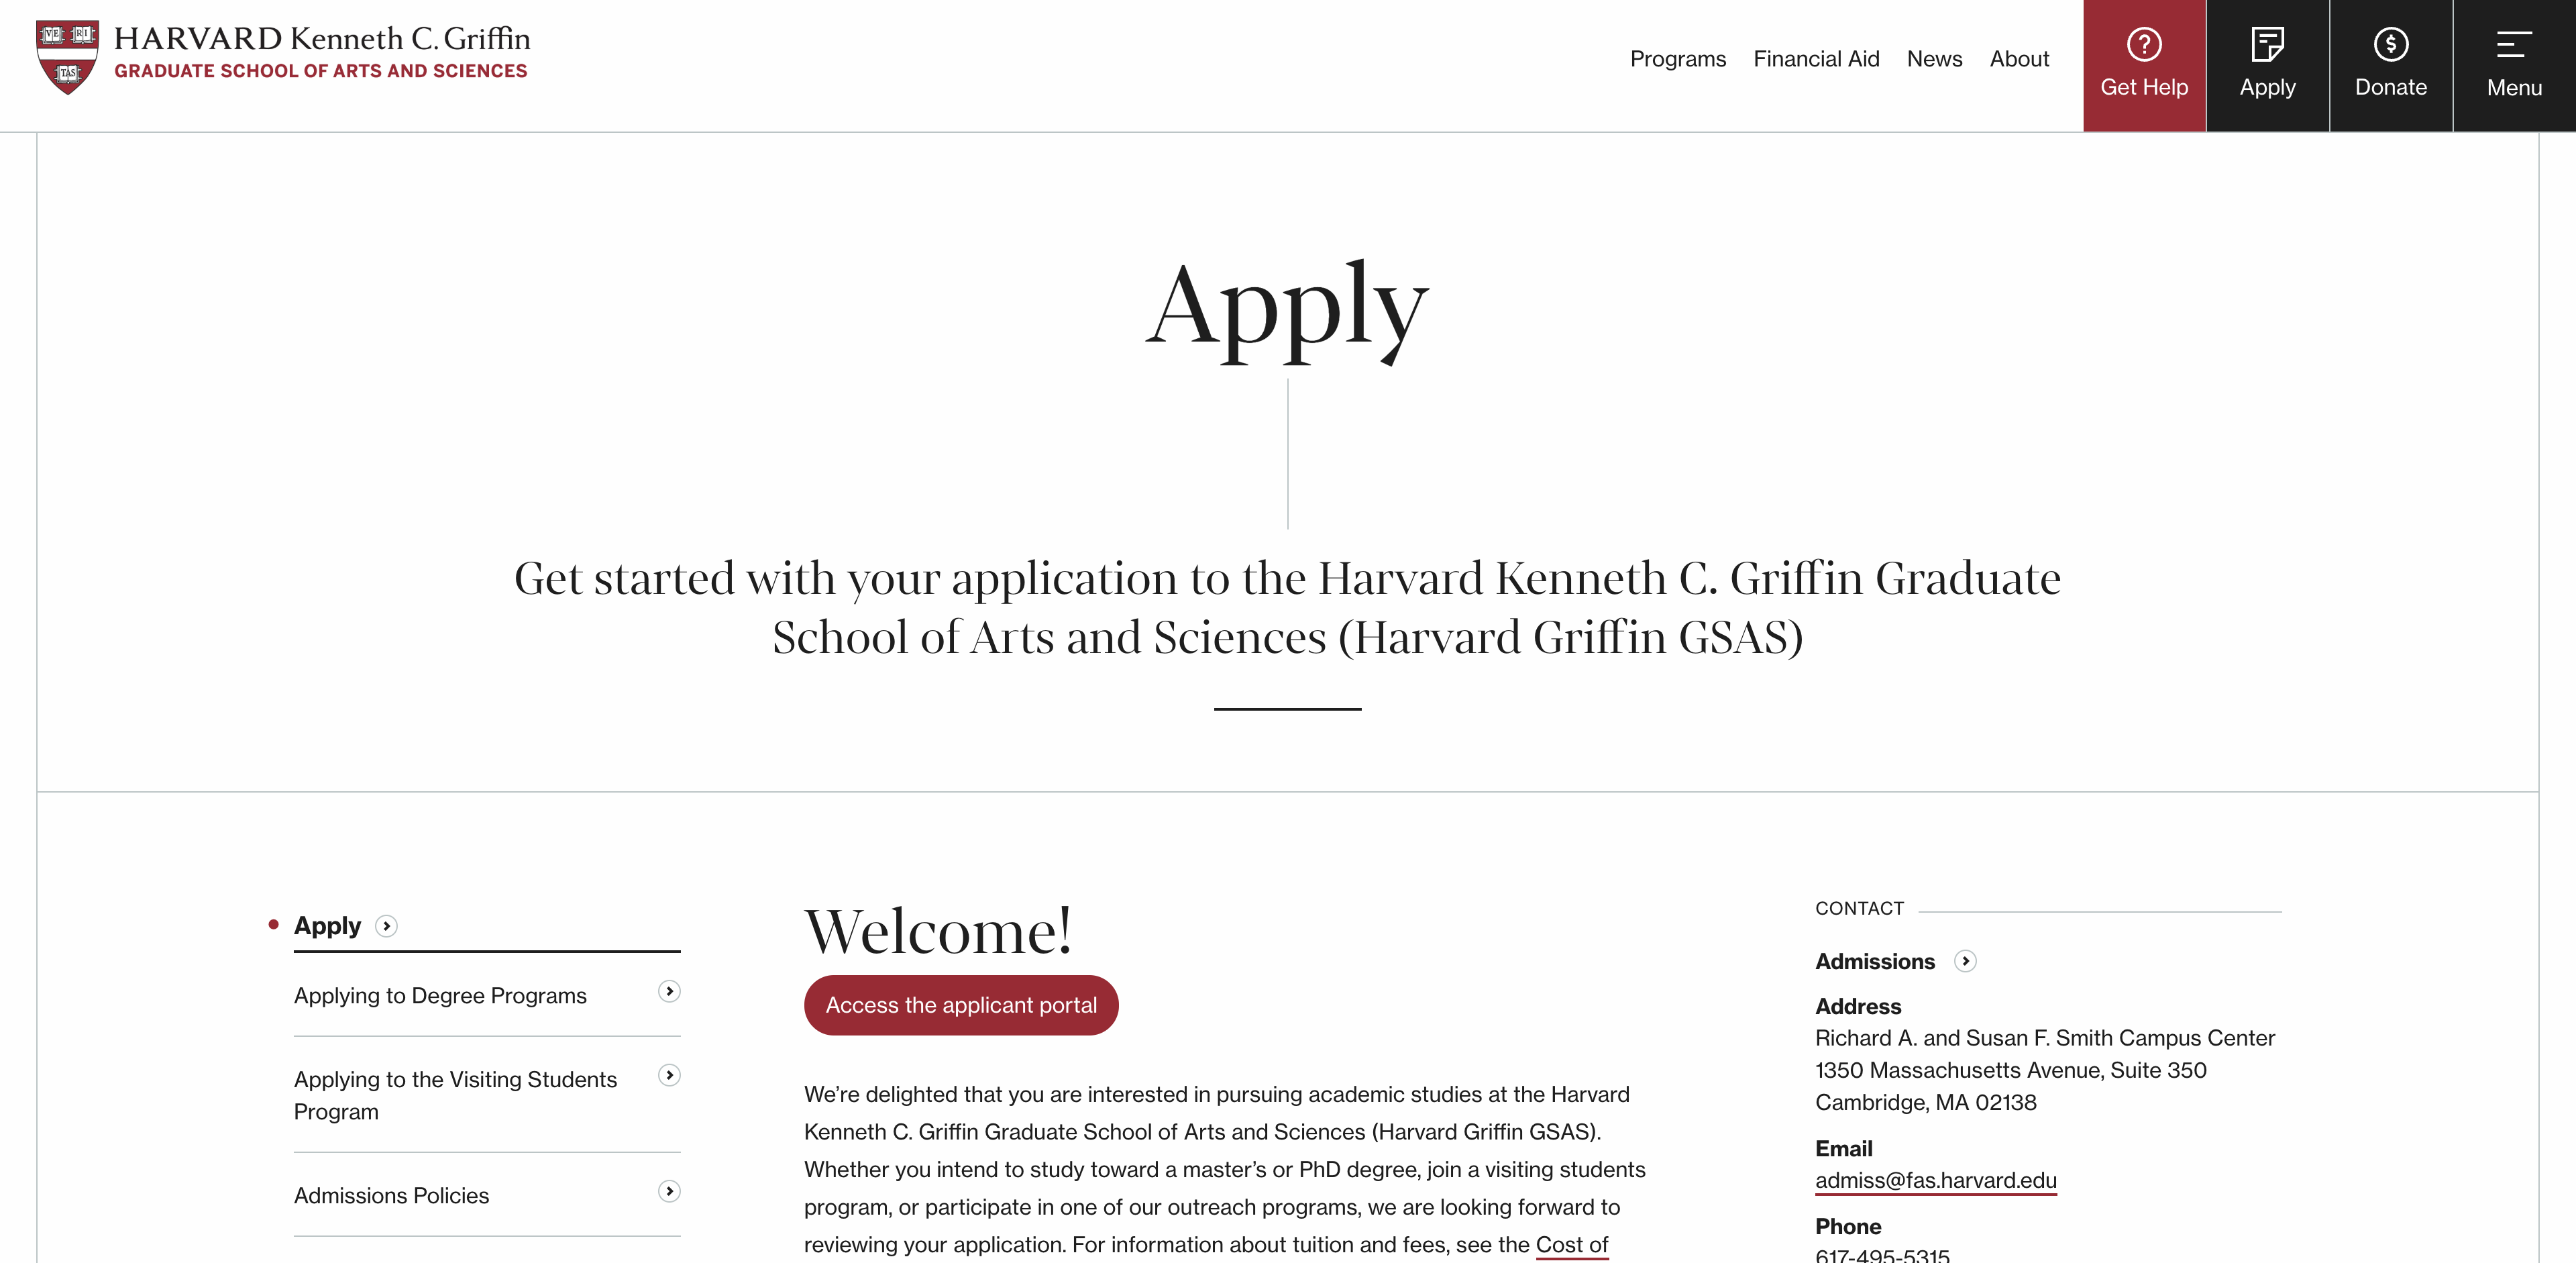 VE RI
TAS
HARVARD Kenneth C. Griffin
GRADUATE SCHOOL OF ARTS AND SCIENCES
Programs
Financial Aid
News
About
Get Help
Apply
Donate
Menu
Apply
Get started with your application to the Harvard Kenneth C. Griffin Graduate
School of Arts and Sciences (Harvard Griffin GSAS)
Apply
Applying to Degree Programs
Applying to the Visiting Students
Program
Admissions Policies
Welcome!
Access the applicant portal
We’re delighted that you are interested in pursuing academic studies at the Harvard
Kenneth C. Griffin Graduate School of Arts and Sciences (Harvard Griffin GSAS).
Whether you intend to study toward a master’s or PhD degree, join a visiting students
program, or participate in one of our outreach programs, we are looking forward to
reviewing your application. For information about tuition and fees, see the Cost of
CONTACT
Admissions
Address
Richard A. and Susan F. Smith Campus Center
1350 Massachusetts Avenue, Suite 350
Cambridge, MA 02138
Email
admiss@fas.harvard.edu
Phone
617-495-5315